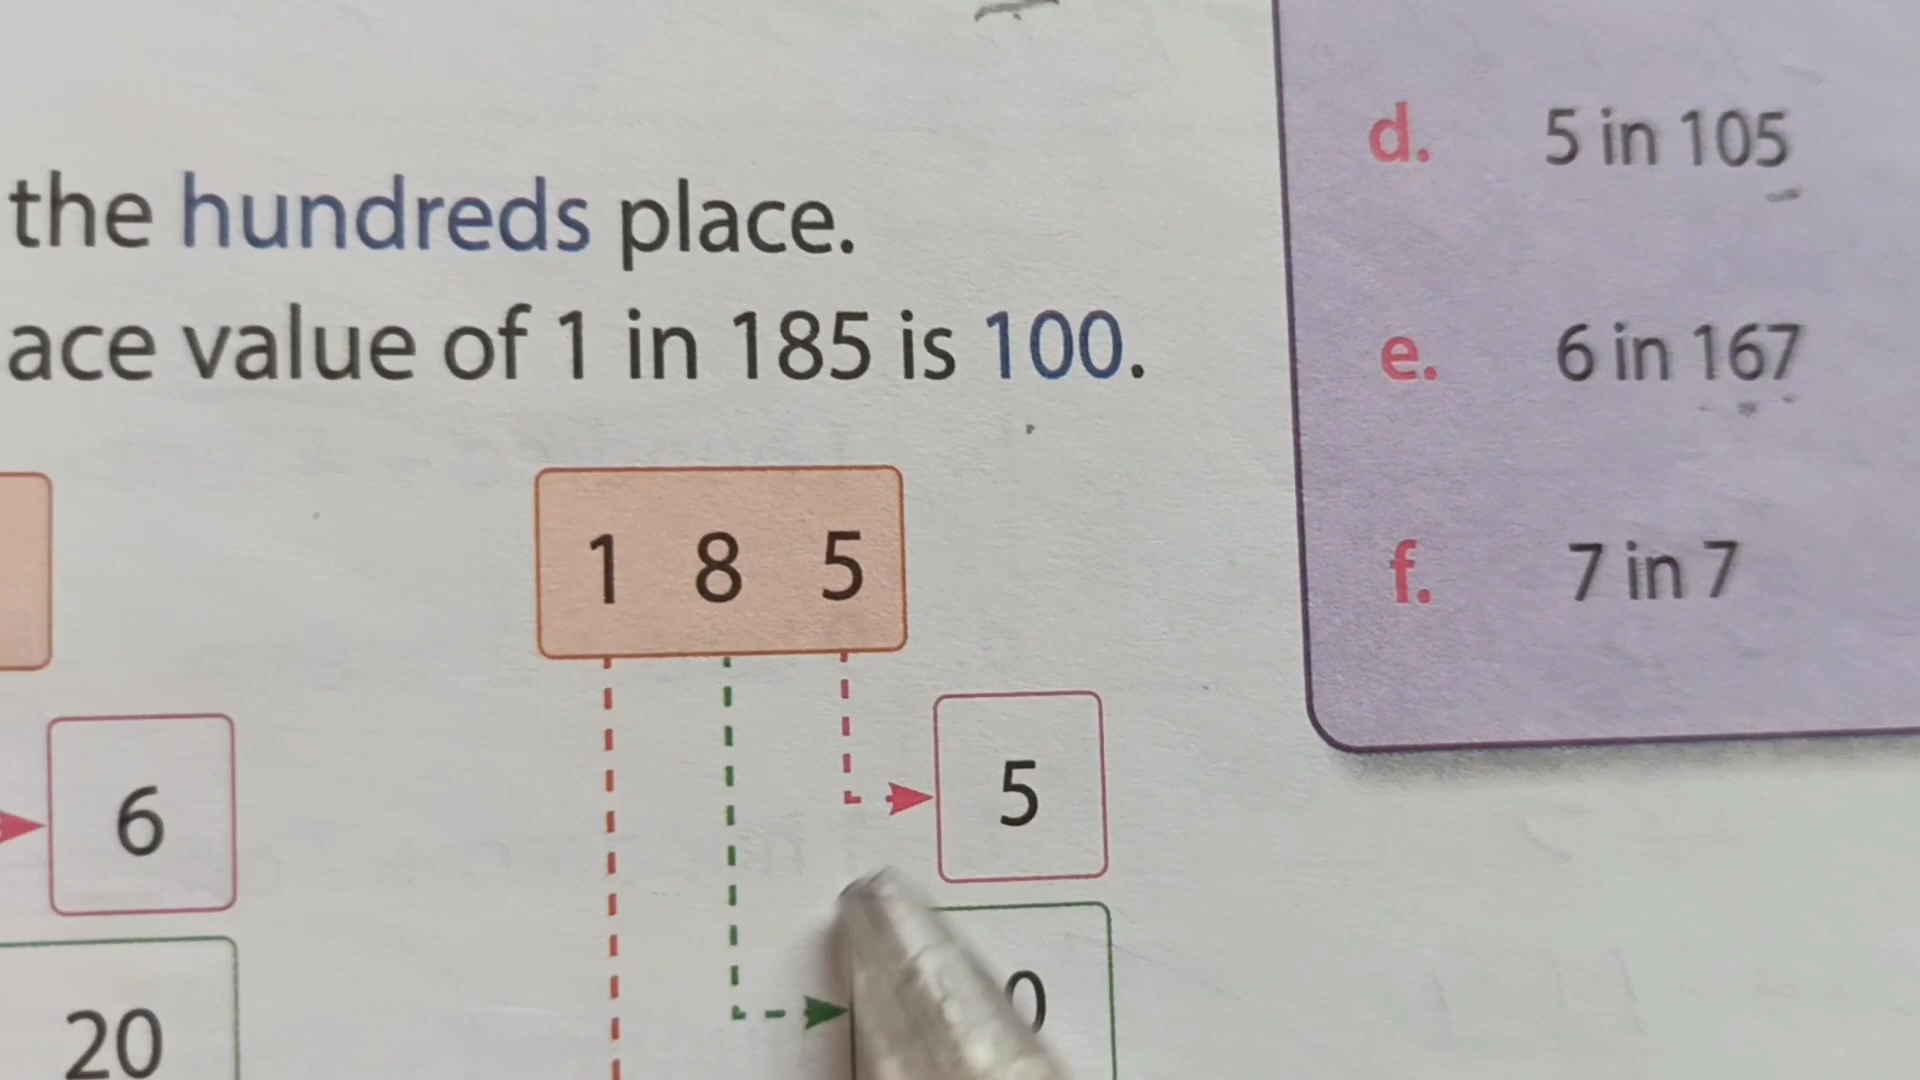 the hundreds place.
ace value of 1 in 185 is 100.
1 8 5
6
5
20
0
d. 5 in 105
e. 6 in 167
f. 7 in 7